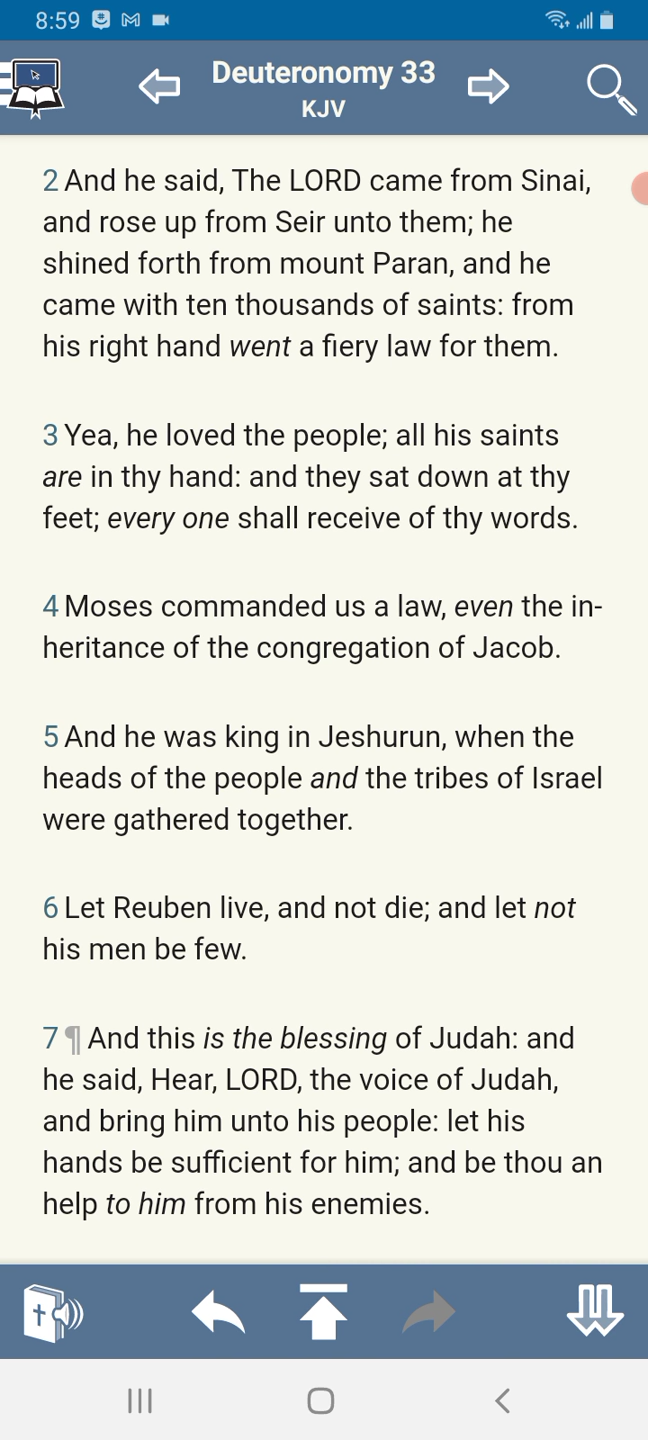 8:59
Deuteronomy 33
KJV
2 And he said, The LORD came from Sinai,
and rose up from Seir unto them; he
shined forth from mount Paran, and he
came with ten thousands of saints: from
his right hand went a fiery law for them.
3 Yea, he loved the people; all his saints
are in thy hand: and they sat down at thy
feet; every one shall receive of thy words.
4 Moses commanded us a law, even the in-
heritance of the congregation of Jacob.
5 And he was king in Jeshurun, when the
heads of the people and the tribes of Israel
were gathered together.
6 Let Reuben live, and not die; and let not
his men be few.
7 ¶ And this is the blessing of Judah: and
he said, Hear, LORD, the voice of Judah,
and bring him unto his people: let his
hands be sufficient for him; and be thou an
help to him from his enemies.